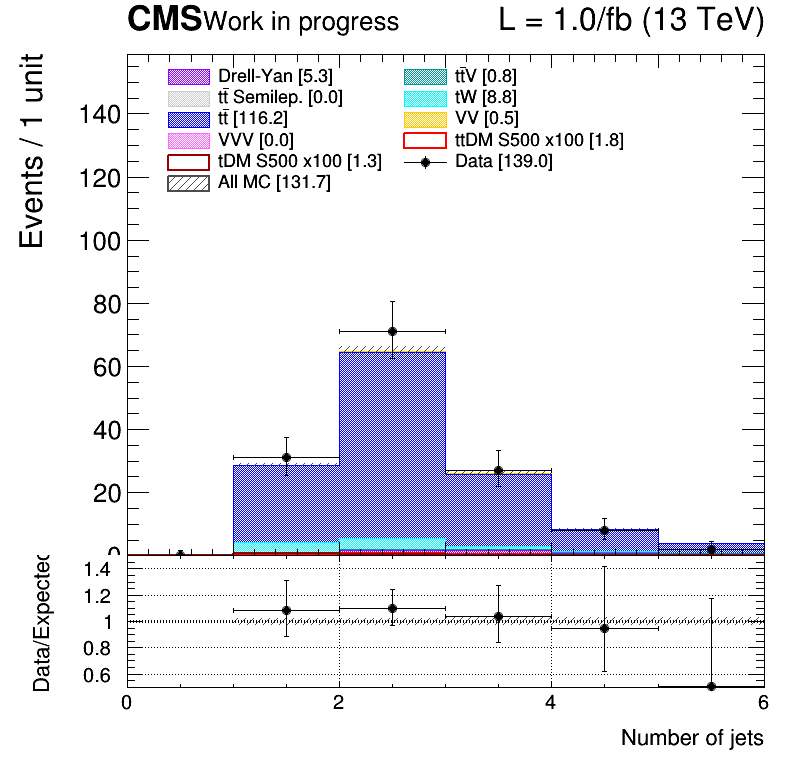 CMS Work in progress L = 1.0/fb (13 TeV)
Drell-Yan [5.3] tt̄V [0.8]
tt̄ Semilep. [0.0] tW [8.8]
tt̄ [116.2] VV [0.5]
VVV [0.0] ttDM S500 x100 [1.8]
tDM S500 x100 [1.3] Data [139.0]
All MC [131.7]
Events / 1 unit
140
120
100
80
60
40
20
0
Data/Expected
1.4
1.2
1
0.8
0.6
0 2 4 6
Number of jets